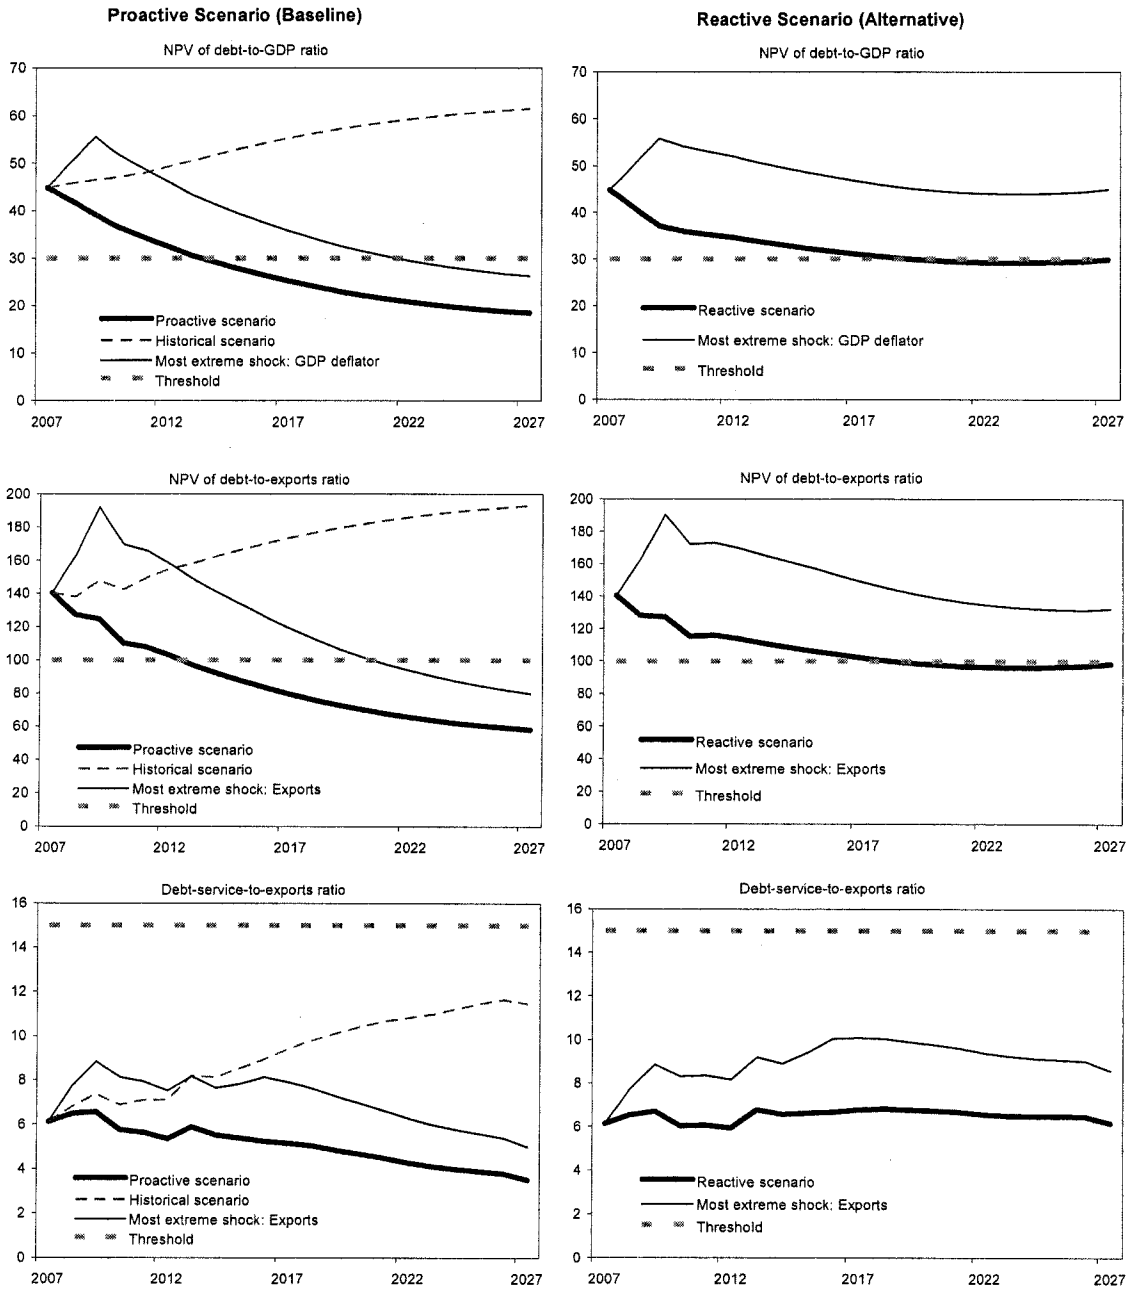 Proactive Scenario (Baseline)
NPV of debt-to-GDP ratio
70
60
50
40
30
20
10
0
Proactive scenario
Historical scenario
Most extreme shock: GDP deflator
Threshold
2007 2012 2017 2022 2027
Reactive Scenario (Alternative)
NPV of debt-to-GDP ratio
70
60
50
40
30
20
10
0
Reactive scenario
Most extreme shock: GDP deflator
Threshold
2007 2012 2017 2022 2027
NPV of debt-to-exports ratio
200
180
160
140
120
100
80
60
40
20
0
Proactive scenario
Historical scenario
Most extreme shock: Exports
Threshold
2007 2012 2017 2022 2027
NPV of debt-to-exports ratio
200
180
160
140
120
100
80
60
40
20
0
Reactive scenario
Most extreme shock: Exports
Threshold
2007 2012 2017 2022 2027
Debt-service-to-exports ratio
16
14
12
10
8
6
4
2
0
Proactive scenario
Historical scenario
Most extreme shock: Exports
Threshold
2007 2012 2017 2022 2027
Debt-service-to-exports ratio
16
14
12
10
8
6
4
2
0
Reactive scenario
Most extreme shock: Exports
Threshold
2007 2012 2017 2022 2027